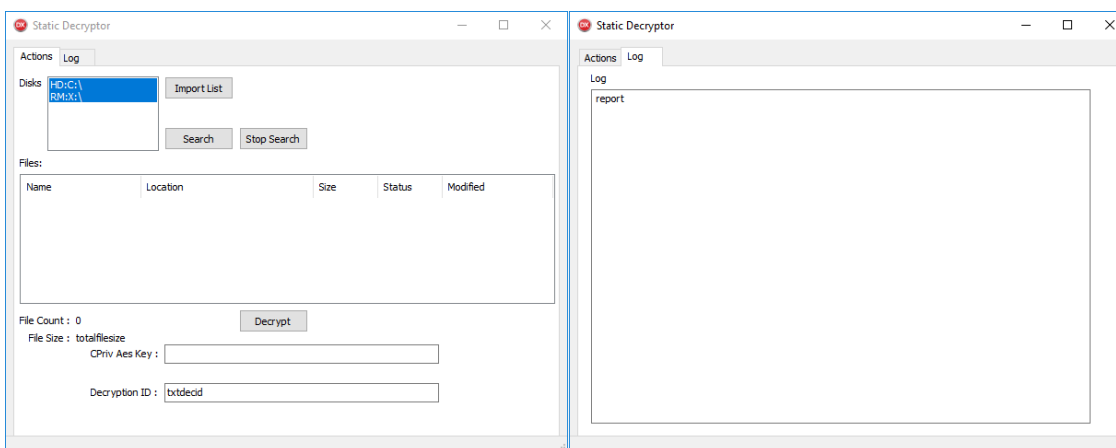 Static Decryptor
Actions Log
Disks
HD:C:\
RM:X:\
Import List
Search Stop Search
Files:
Name Location Size Status Modified
File Count : 0
Decrypt
File Size : totalfilesize
CPriv Aes Key :
Decryption ID : txtdecid
Static Decryptor
Actions Log
Log
report